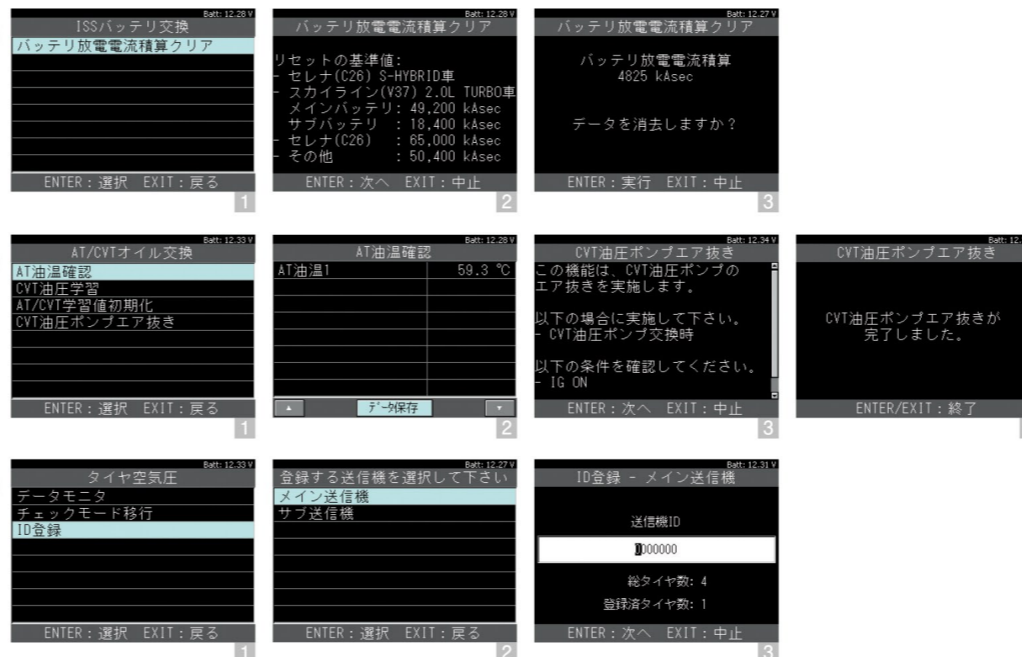 Batt: 12.28 V
ISSバッテリ交換
バッテリ放電電流積算クリア
ENTER：選択 EXIT：戻る
1
Batt: 12.28 V
バッテリ放電電流積算クリア
リセットの基準値:
- セレナ(C26) S-HYBRID車
- スカイライン(V37) 2.0L TURBO車
メインバッテリ: 49,200 kAsec
サブバッテリ : 18,400 kAsec
- セレナ(C26) : 65,000 kAsec
- その他 : 50,400 kAsec
ENTER：次へ EXIT：中止
2
Batt: 12.27 V
バッテリ放電電流積算クリア
バッテリ放電電流積算
4825 kAsec
データを消去しますか？
ENTER：実行 EXIT：中止
3
Batt: 12.33 V
AT/CVTオイル交換
AT油温確認
CVT油圧学習
AT/CVT学習値初期化
CVT油圧ポンプエア抜き
ENTER：選択 EXIT：戻る
1
Batt: 12.28 V
AT油温確認
AT油温1 59.3 ℃
データ保存
2
Batt: 12.34 V
CVT油圧ポンプエア抜き
この機能は、CVT油圧ポンプの
エア抜きを実施します。
以下の場合に実施して下さい。
- CVT油圧ポンプ交換時
以下の条件を確認してください。
- IG ON
ENTER：次へ EXIT：中止
3
Batt: 12.
CVT油圧ポンプエア抜き
CVT油圧ポンプエア抜きが
完了しました。
ENTER/EXIT：終了
Batt: 12.33 V
タイヤ空気圧
データモニタ
チェックモード移行
ID登録
ENTER：選択 EXIT：戻る
1
Batt: 12.27 V
登録する送信機を選択して下さい
メイン送信機
サブ送信機
ENTER：選択 EXIT：戻る
2
Batt: 12.31 V
ID登録 - メイン送信機
送信機ID
0000000
総タイヤ数: 4
登録済タイヤ数: 1
ENTER：次へ EXIT：中止
3